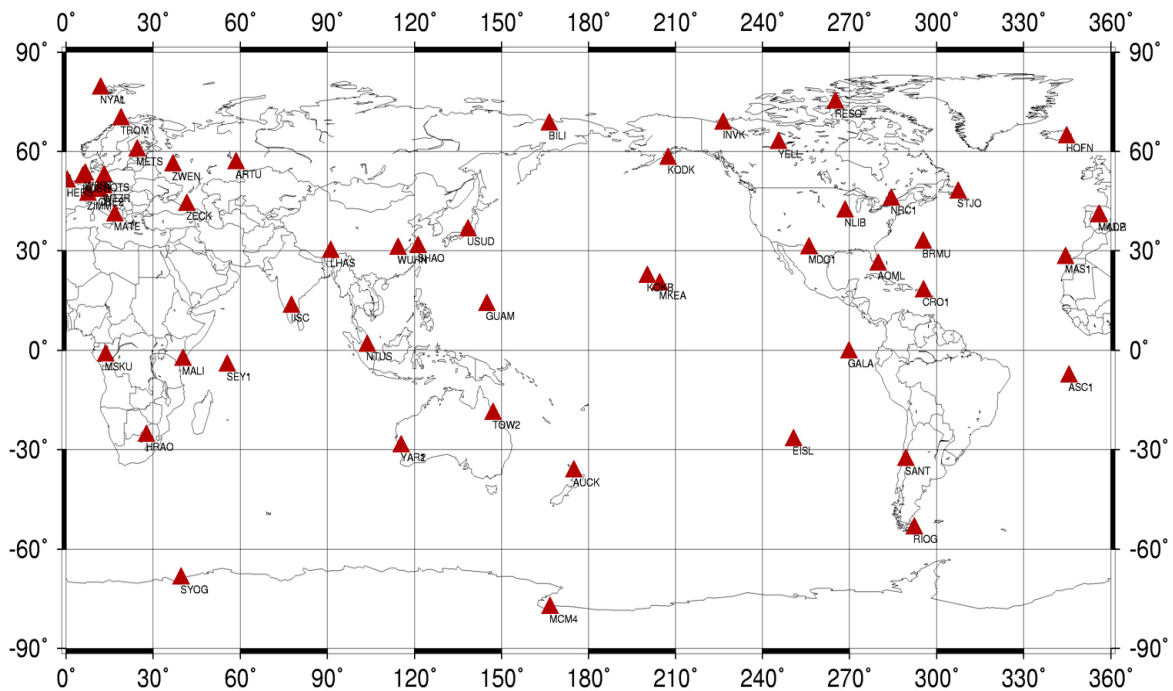 0° 30° 60° 90° 120° 150° 180° 210° 240° 270° 300° 330° 360°
90° 90°
NYAL
RESO
TROM
BILI
INVK
HOFN
METS
YELL
60° 60°
ZWEN
ARTU
KODK
HERS
POTS
ZIMM
STJO
MATE
ZECK
NLIB
NRC1
USUD
30° 30°
LHAS
WUHN
SHAO
MDO1
BRMU
MAS1
AOML
KOKB
MKEA
IISC
GUAM
CRO1
0° 0°
MSKU
MALI
SEY1
NTUS
GALA
ASC1
TOW2
-30° -30°
HRAO
YAR2
EISL
AUCK
SANT
RIOG
-60° -60°
SYOG
MCM4
-90° -90°
0° 30° 60° 90° 120° 150° 180° 210° 240° 270° 300° 330° 360°